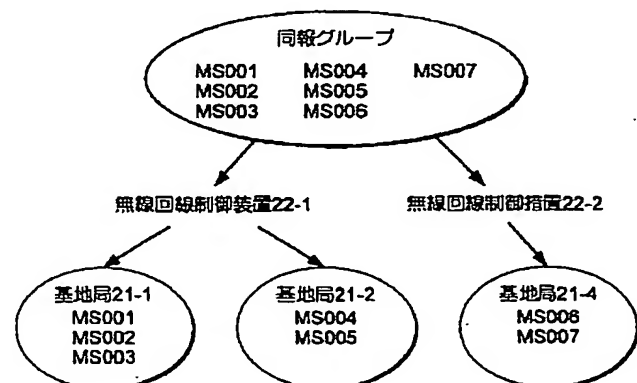 同報グループ
MS001 MS004 MS007
MS002 MS005
MS003 MS006
無線回線制御装置22-1 無線回線制御措置22-2
基地局21-1 基地局21-2 基地局21-4
MS001 MS004 MS006
MS002 MS005 MS007
MS003